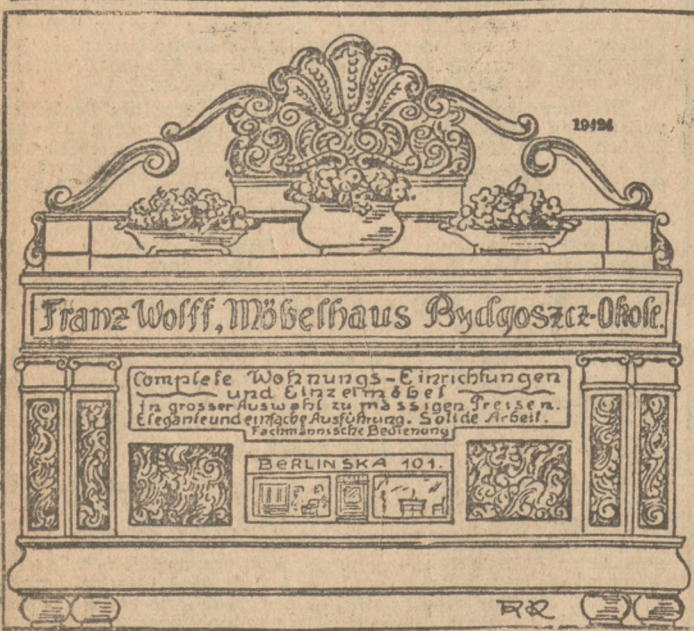 19424
Franz Wolff, Möbelhaus Bydgoszcz-Okole.
Complete Wohnungs-Einrichtungen
und Einzelmöbel
in grosser Auswahl zu mässigen Preisen.
Elegante und einfache Ausführung. Solide Arbeit.
Fachmännische Bedienung
BERLINSKA 101.
RR